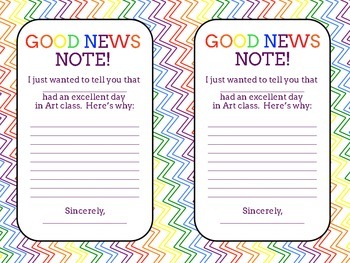 GOOD NEWS
NOTE!
I just wanted to tell you that
had an excellent day
in Art class. Here's why:
Sincerely,
GOOD NEWS
NOTE!
I just wanted to tell you that
had an excellent day
in Art class. Here's why:
Sincerely,